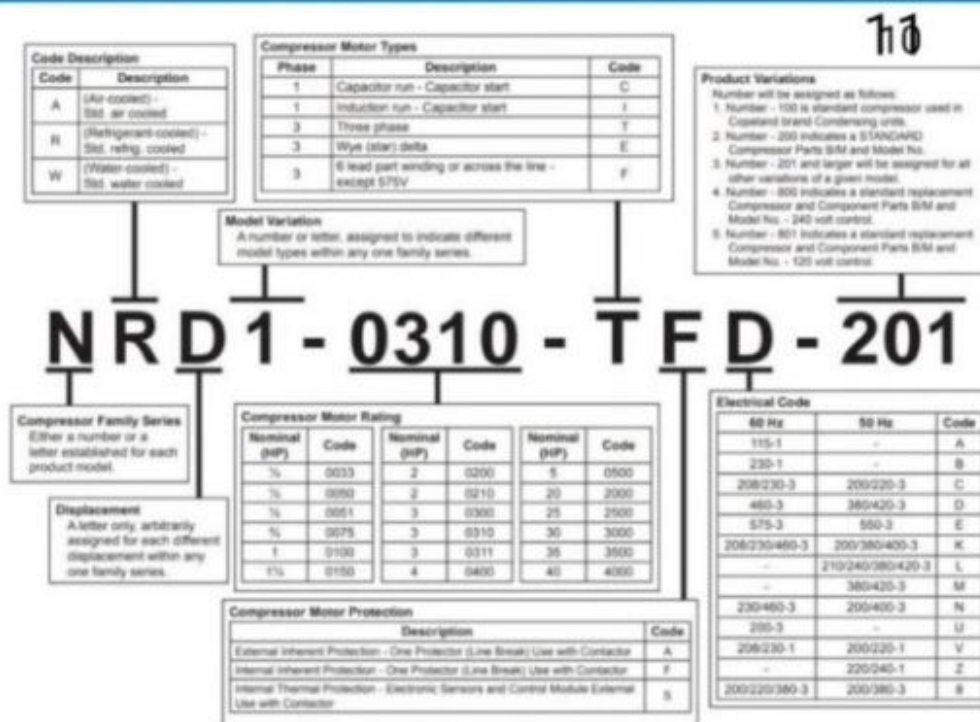 Code Description
Code Description
A (Air-cooled) -
Std. air cooled
R (Refrigerant-cooled) -
Std. refrig. cooled
W (Water-cooled) -
Std. water cooled
Compressor Motor Types
Phase Description Code
1 Capacitor run - Capacitor start C
1 Induction run - Capacitor start I
3 Three phase T
3 Wye (star) delta E
3 6 lead part winding or across the line -
except 575V F
Product Variations
Number will be assigned as follows:
1. Number - 100 is standard compressor used in
Copeland brand Condensing units.
2. Number - 200 indicates a STANDARD
Compressor Parts B/M and Model No.
3. Number - 201 and larger will be assigned for all
other variations of a given model.
4. Number - 800 indicates a standard replacement
Compressor and Component Parts B/M and
Model No. - 240 volt control.
5. Number - 801 indicates a standard replacement
Compressor and Component Parts B/M and
Model No. - 120 volt control.
Model Variation
A number or letter, assigned to indicate different
model types within any one family series.
NRD1 - 0310 - TFD - 201
Compressor Family Series
Either a number or a
letter established for each
product model.
Displacement
A letter only, arbitrarily
assigned for each different
displacement within any
one family series.
Compressor Motor Rating
Nominal (HP) Code Nominal (HP) Code Nominal (HP) Code
0033 2 0200 5 0500
0050 2 0210 20 2000
0051 3 0300 25 2500
0075 3 0310 30 3000
1 0100 3 0311 35 3500
1½ 0150 4 0400 40 4000
Compressor Motor Protection
Description Code
External Inherent Protection - One Protector (Line Break) Use with Contactor A
Internal Inherent Protection - One Protector (Line Break) Use with Contactor F
Internal Thermal Protection - Electronic Sensors and Control Module External
Use with Contactor S
Electrical Code
60 Hz 50 Hz Code
115-1 - A
230-1 - B
208/230-3 200/220-3 C
460-3 380/420-3 D
575-3 550-3 E
208/230/460-3 200/380/400-3 K
- 210/240/380/420-3 L
- 380/420-3 M
230/460-3 200/400-3 N
200-3 - U
208/230-1 200/220-1 V
- 220/240-1 Z
200/220/380-3 200/380-3 8